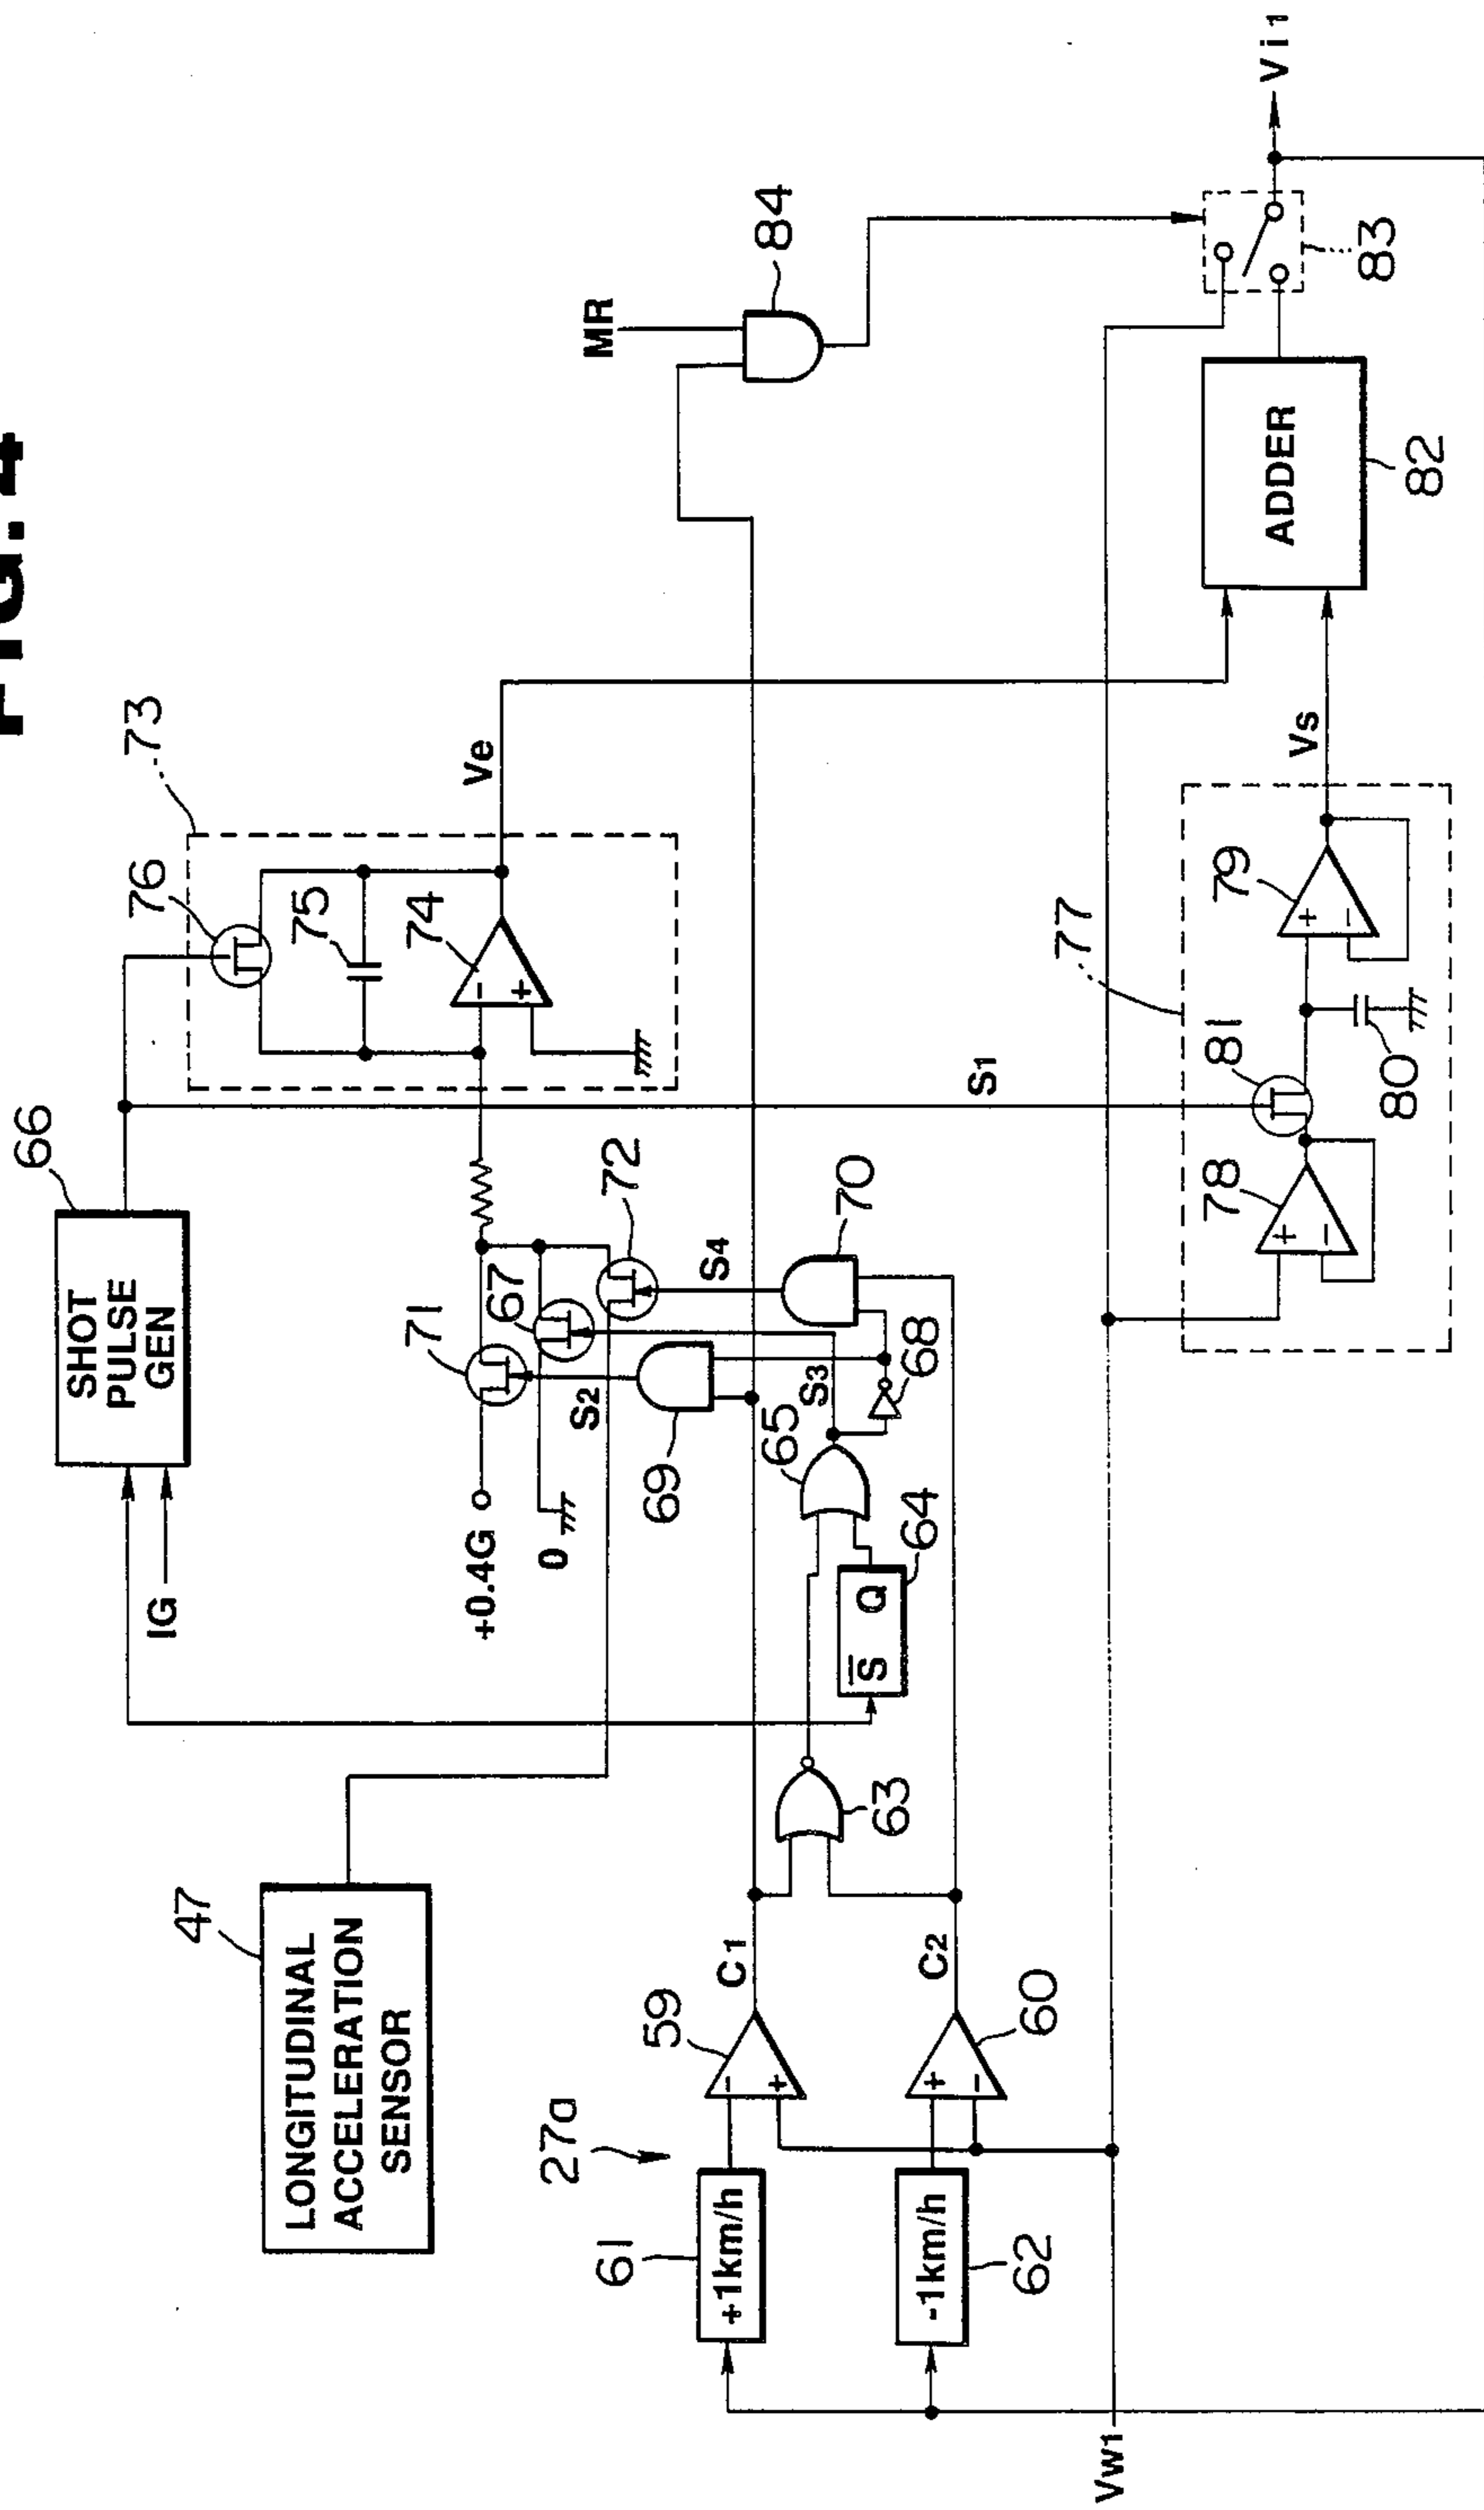 FIG. 4
66
SHOT
PULSE
GEN
IG
47
LONGITUDINAL
ACCELERATION
SENSOR
73
76
75
74
-
+
Ve
71
67
72
+0.4G
0
S2
S4
S3
69
70
68
65
64
S Q
63
S1
MR
84
27a
61
+1km/h
59
-
+
C1
62
-1km/h
60
+
-
C2
Vw1
77
78
+
-
81
80
79
+
-
Vs
ADDER
82
83
Vi1